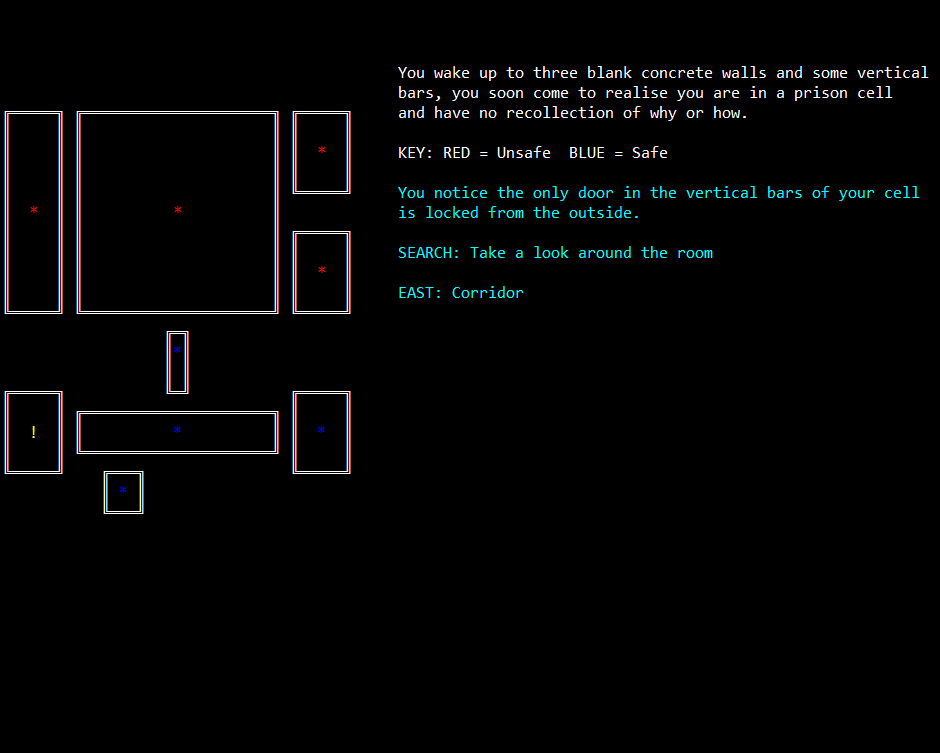 You wake up to three blank concrete walls and some vertical
bars, you soon come to realise you are in a prison cell
and have no recollection of why or how.
KEY: RED = Unsafe  BLUE = Safe
You notice the only door in the vertical bars of your cell
is locked from the outside.
SEARCH: Take a look around the room
EAST: Corridor
*
* *
*
*
! * *
*